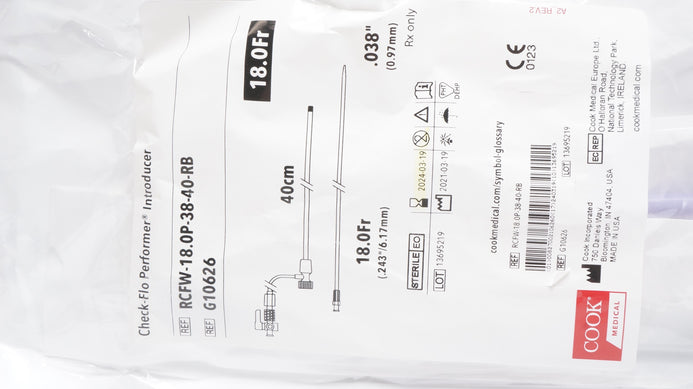 Check-Flo Performer® Introducer
REF RCFW-18.0P-38-40-RB
REF G10626
18.0Fr
40cm
.038"
(0.97mm)
Rx only
18.0Fr
(.243"/6.17mm)
STERILE EO
2024-03-19
LOT 13695219
2021-03-19
FHT
DEHP
cookmedical.com/symbol-glossary
REF RCFW-18.0P-38-40-RB
REF G10626
LOT 13695219
A2 REV2
CE
0123
Cook Incorporated
750 Daniels Way
Bloomington, IN 47404, USA
MADE IN USA
EC REP
Cook Medical Europe Ltd.
O'Halloran Road,
National Technology Park,
Limerick, IRELAND
cookmedical.com
COOK
MEDICAL